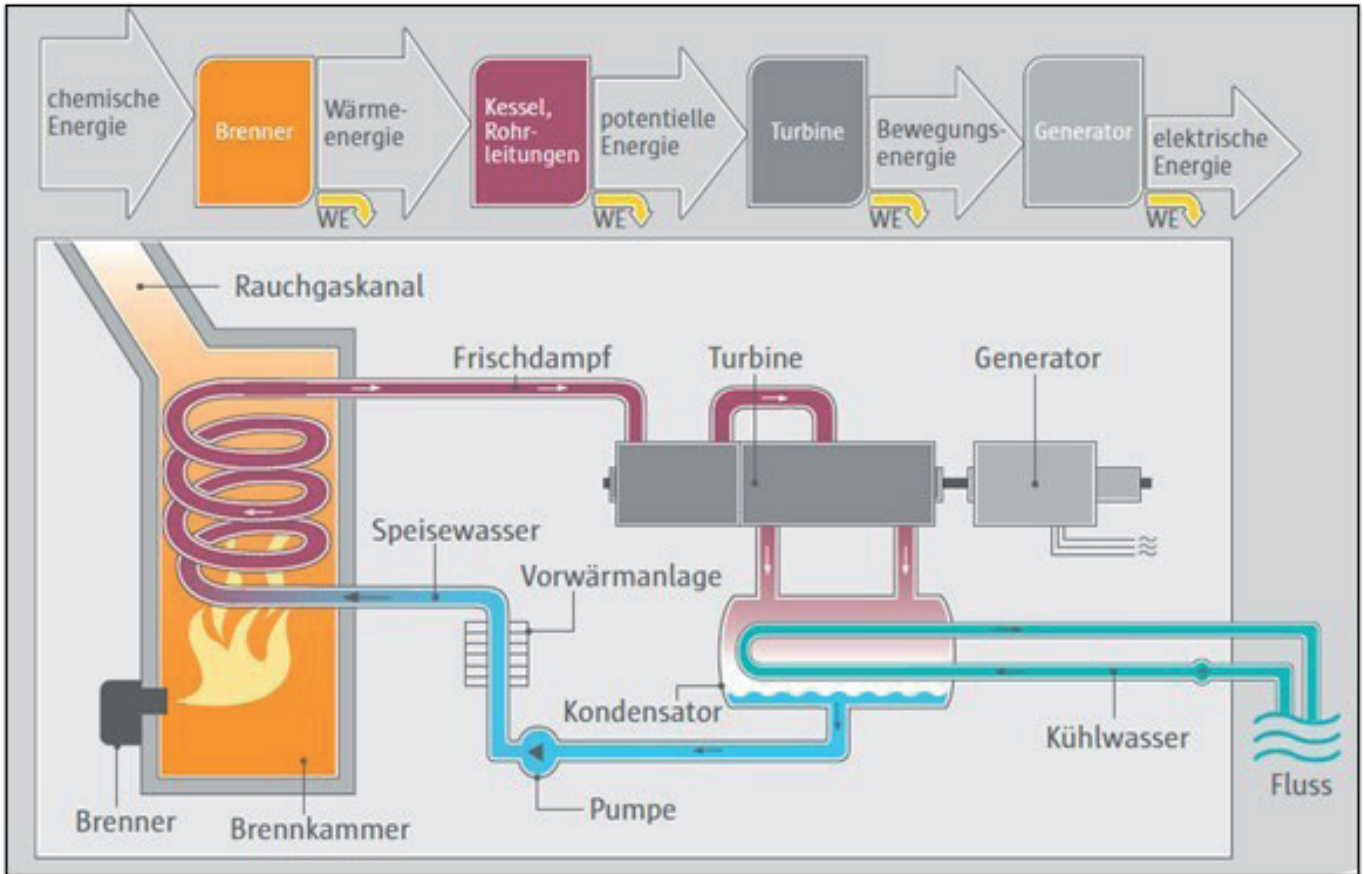 chemische
Energie
Brenner
Wärme-
energie
WE
Kessel,
Rohr-
leitungen
potentielle
Energie
WE
Turbine
Bewegungs-
energie
WE
Generator
elektrische
Energie
WE
Rauchgaskanal
Frischdampf
Turbine
Generator
Speisewasser
Vorwärmanlage
Kondensator
Kühlwasser
Fluss
Pumpe
Brenner
Brennkammer